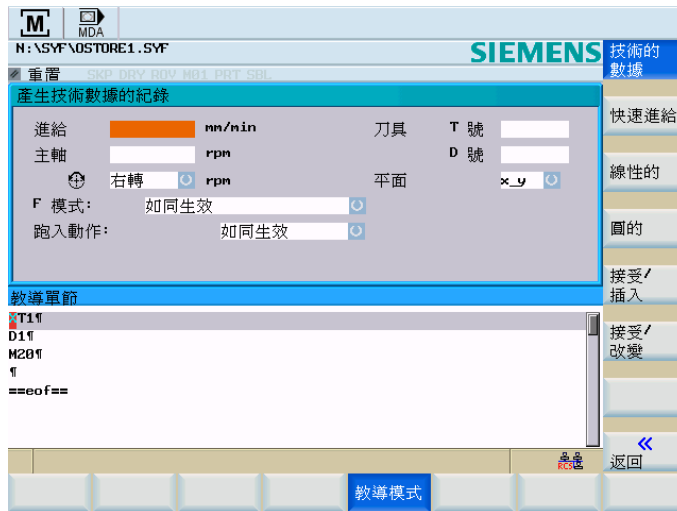 M
MDA
N:\SYF\OSTORE1.SYF
SIEMENS
重置 SKP DRY ROV M01 PRT SBL
產生技術數據的紀錄
進給 mm/min 刀具 T 號
主軸 rpm D 號
右轉 rpm 平面 x_y
F 模式: 如同生效
跑入動作: 如同生效
教導單節
T1¶
D1¶
M20¶
¶
==eof==
RCS
教導模式
技術的
數據
快速進給
線性的
圓的
接受/
插入
接受/
改變
«
返回